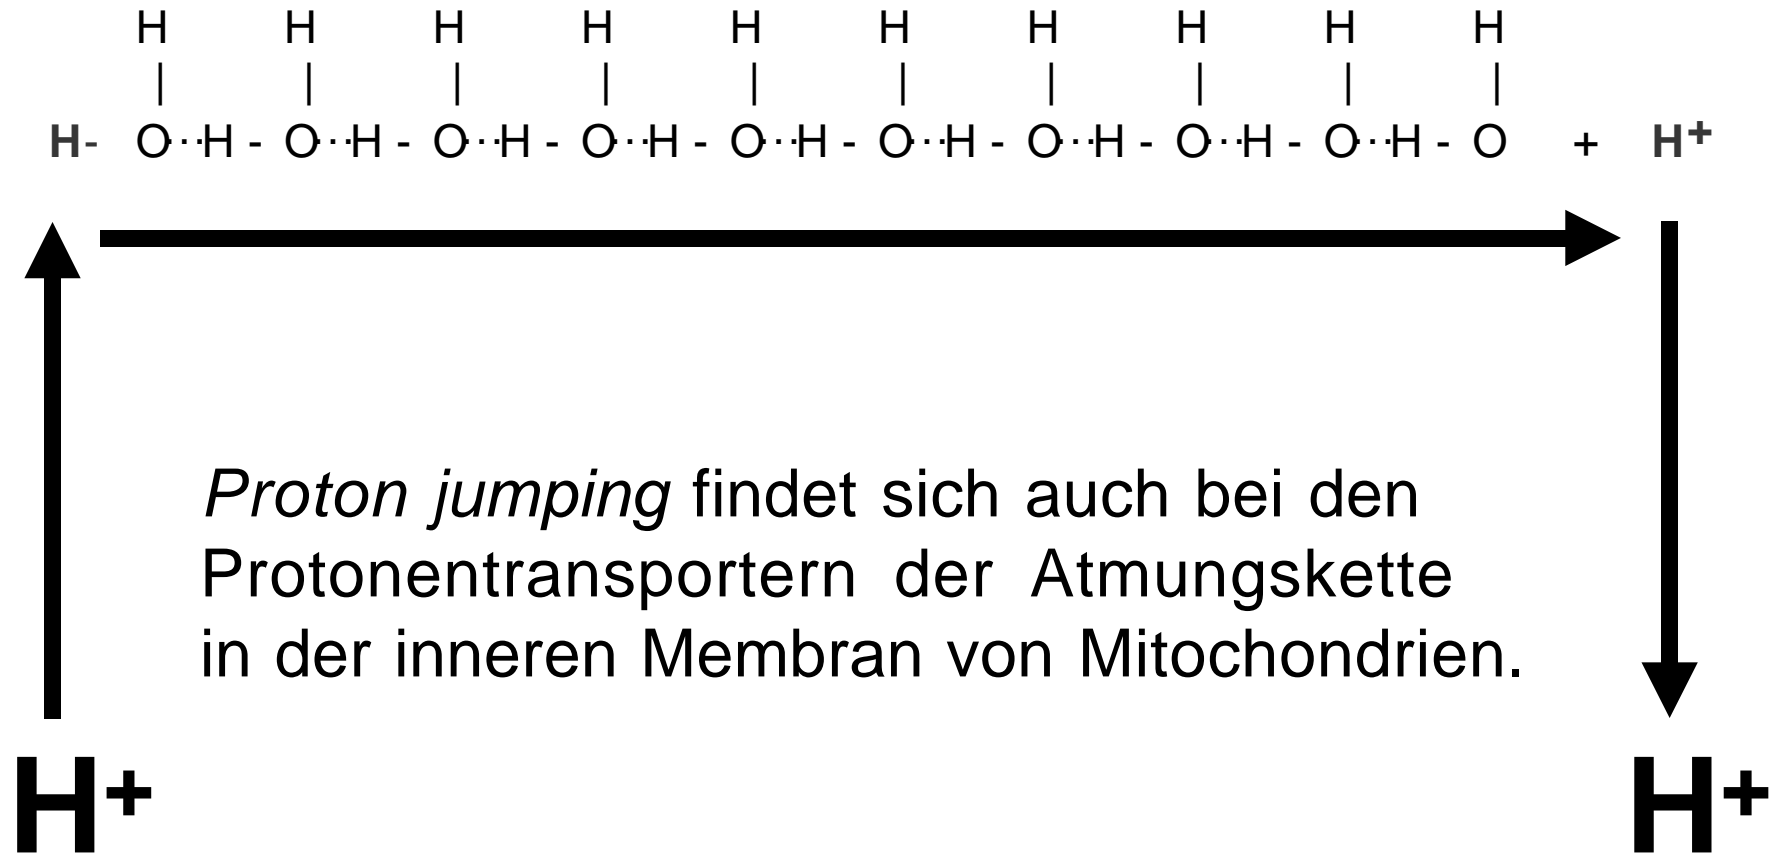 H H H H H H H H H H
| | | | | | | | | |
H- O···H - O···H - O···H - O···H - O···H - O···H - O···H - O···H - O···H - O + H⁺
Proton jumping findet sich auch bei den
Protonentransportern der Atmungskette
in der inneren Membran von Mitochondrien.
H⁺ H⁺